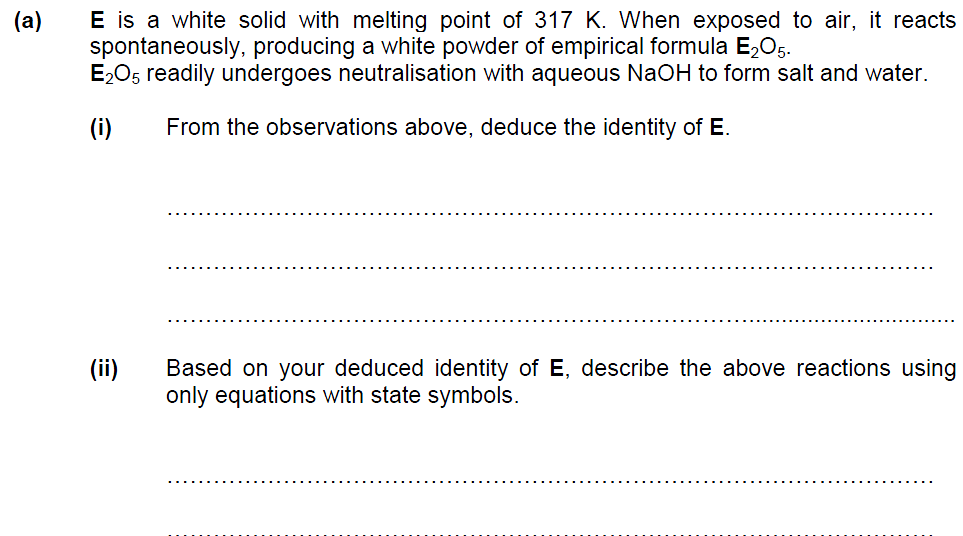 (a) E is a white solid with melting point of 317 K. When exposed to air, it reacts
spontaneously, producing a white powder of empirical formula E₂O₅.
E₂O₅ readily undergoes neutralisation with aqueous NaOH to form salt and water.
(i) From the observations above, deduce the identity of E.
(ii) Based on your deduced identity of E, describe the above reactions using
only equations with state symbols.